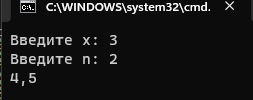 C:\WINDOWS\system32\cmd.
Введите x: 3
Введите n: 2
4,5